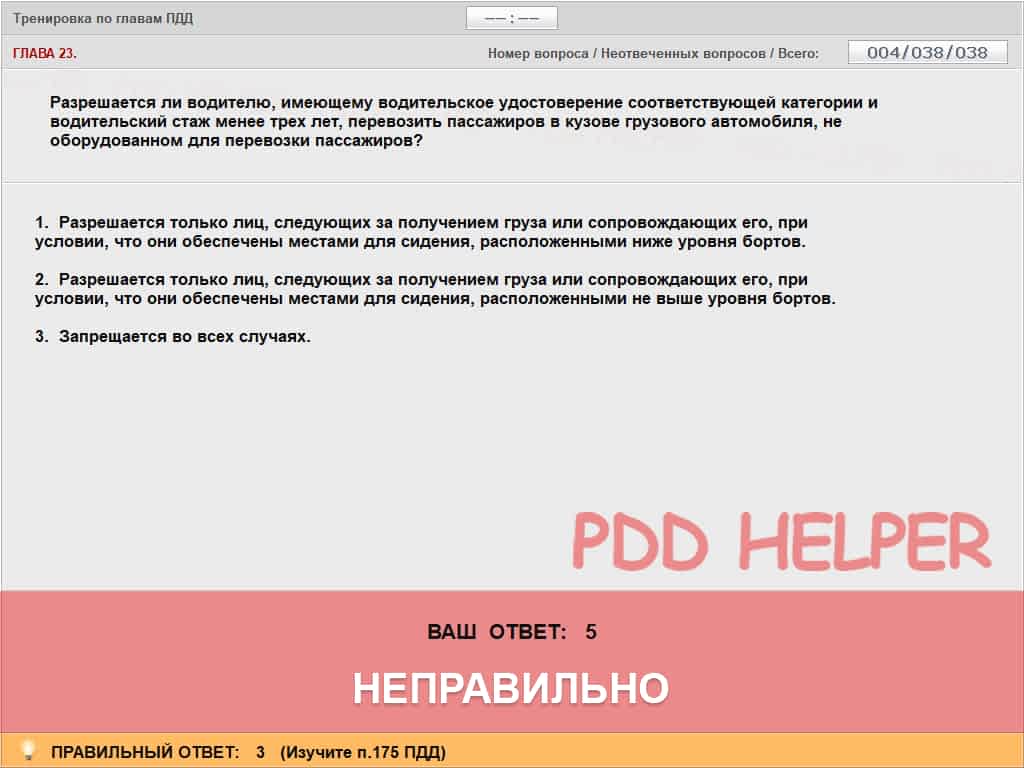 Тренировка по главам ПДД
—— : ——
ГЛАВА 23.
Номер вопроса / Неотвеченных вопросов / Всего:
004/038/038
Разрешается ли водителю, имеющему водительское удостоверение соответствующей категории и
водительский стаж менее трех лет, перевозить пассажиров в кузове грузового автомобиля, не
оборудованном для перевозки пассажиров?
1. Разрешается только лиц, следующих за получением груза или сопровождающих его, при
условии, что они обеспечены местами для сидения, расположенными ниже уровня бортов.
2. Разрешается только лиц, следующих за получением груза или сопровождающих его, при
условии, что они обеспечены местами для сидения, расположенными не выше уровня бортов.
3. Запрещается во всех случаях.
PDD HELPER
ВАШ ОТВЕТ: 5
НЕПРАВИЛЬНО
ПРАВИЛЬНЫЙ ОТВЕТ: 3 (Изучите п.175 ПДД)